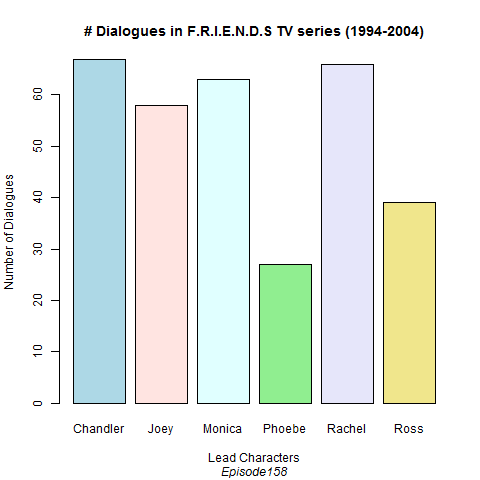 # Dialogues in F.R.I.E.N.D.S TV series (1994-2004)
Number of Dialogues
60
50
40
30
20
10
0
Chandler Joey Monica Phoebe Rachel Ross
Lead Characters
Episode158